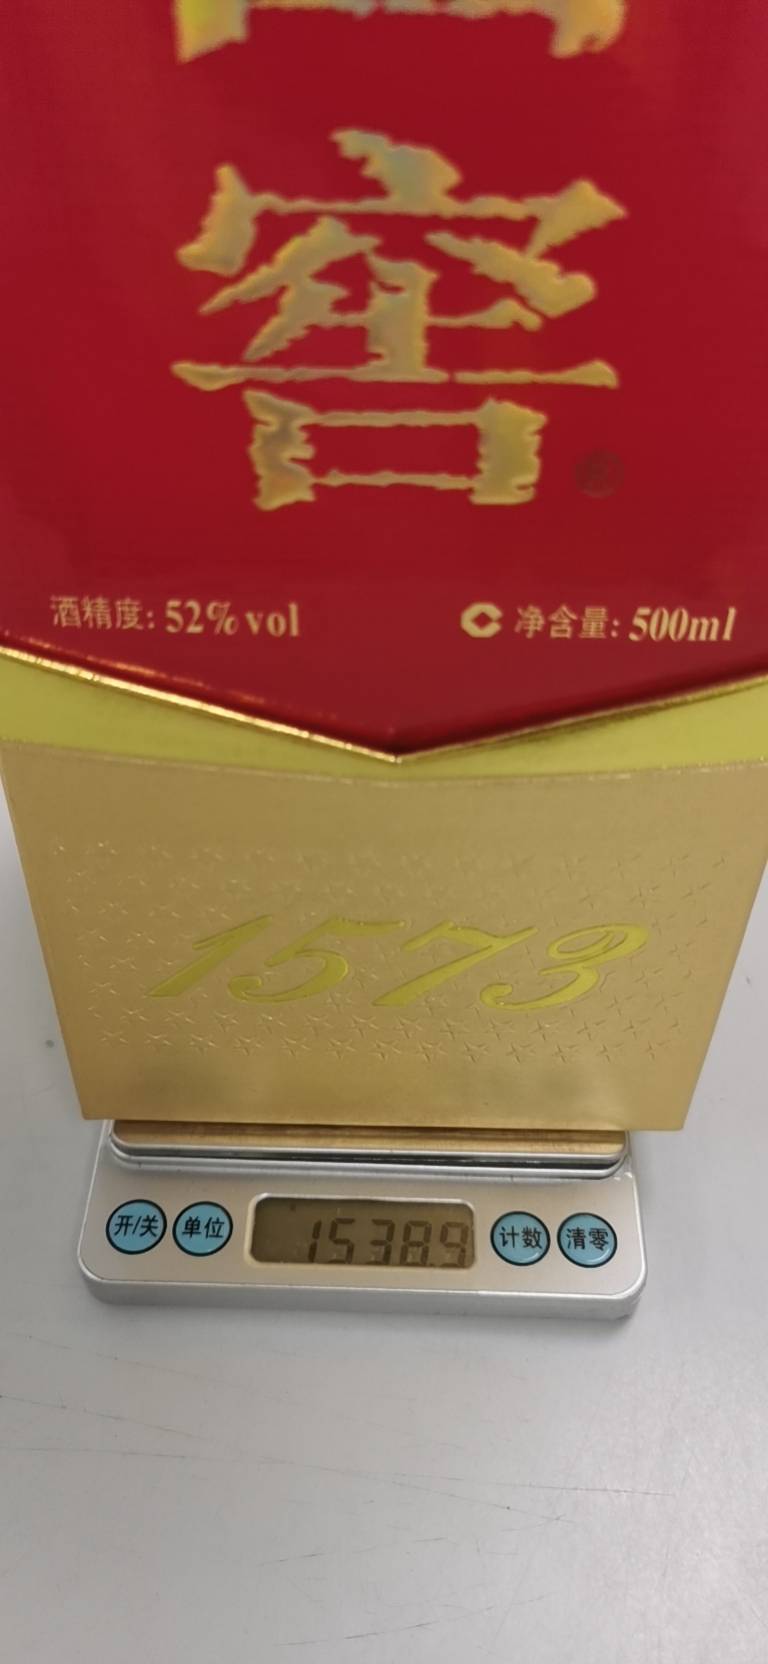 窖
酒精度: 52% vol
净含量: 500ml
1573
开/关
单位
1538.9
计数
清零